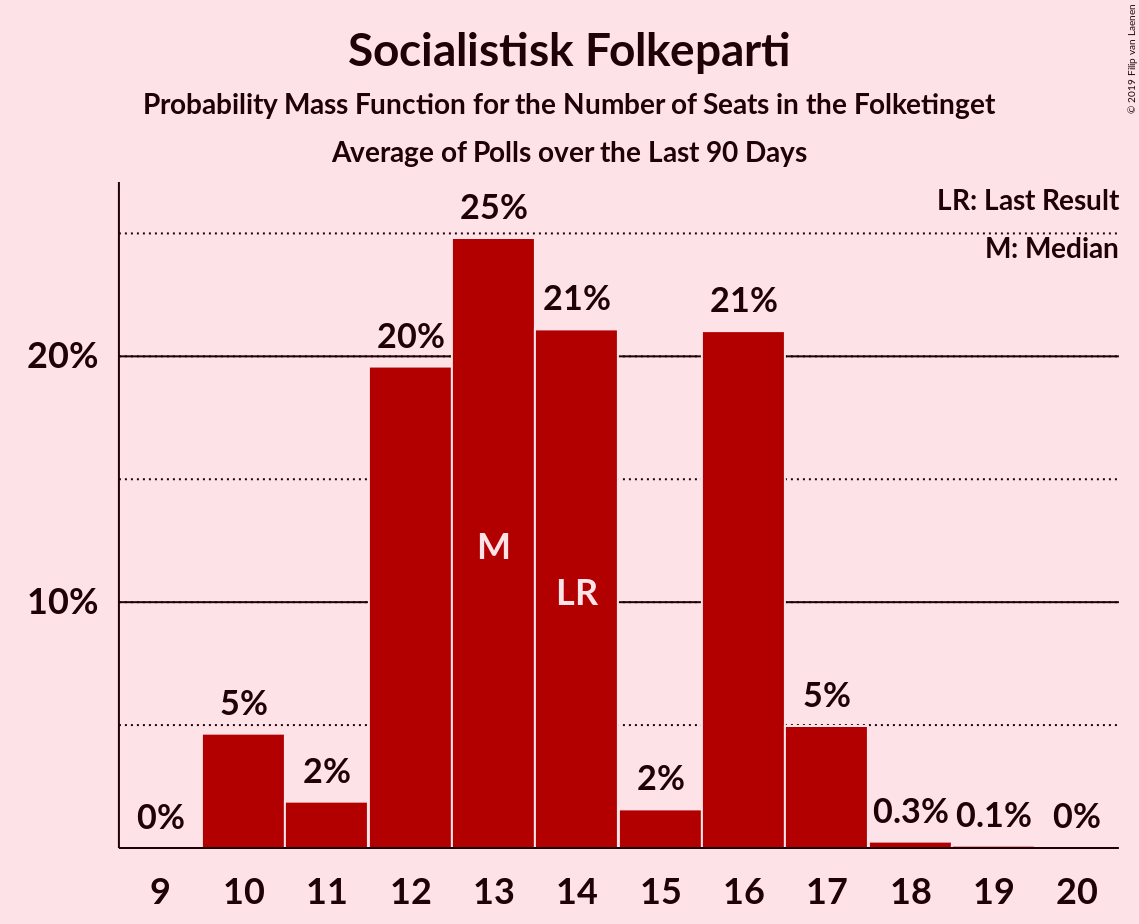 Socialistisk Folkeparti
Probability Mass Function for the Number of Seats in the Folketinget
Average of Polls over the Last 90 Days
© 2019 Filip van Laenen
LR: Last Result
M: Median
20%
10%
0%
5%
2%
20%
25%
21%
2%
21%
5%
0.3%
0.1%
0%
M
LR
9 10 11 12 13 14 15 16 17 18 19 20